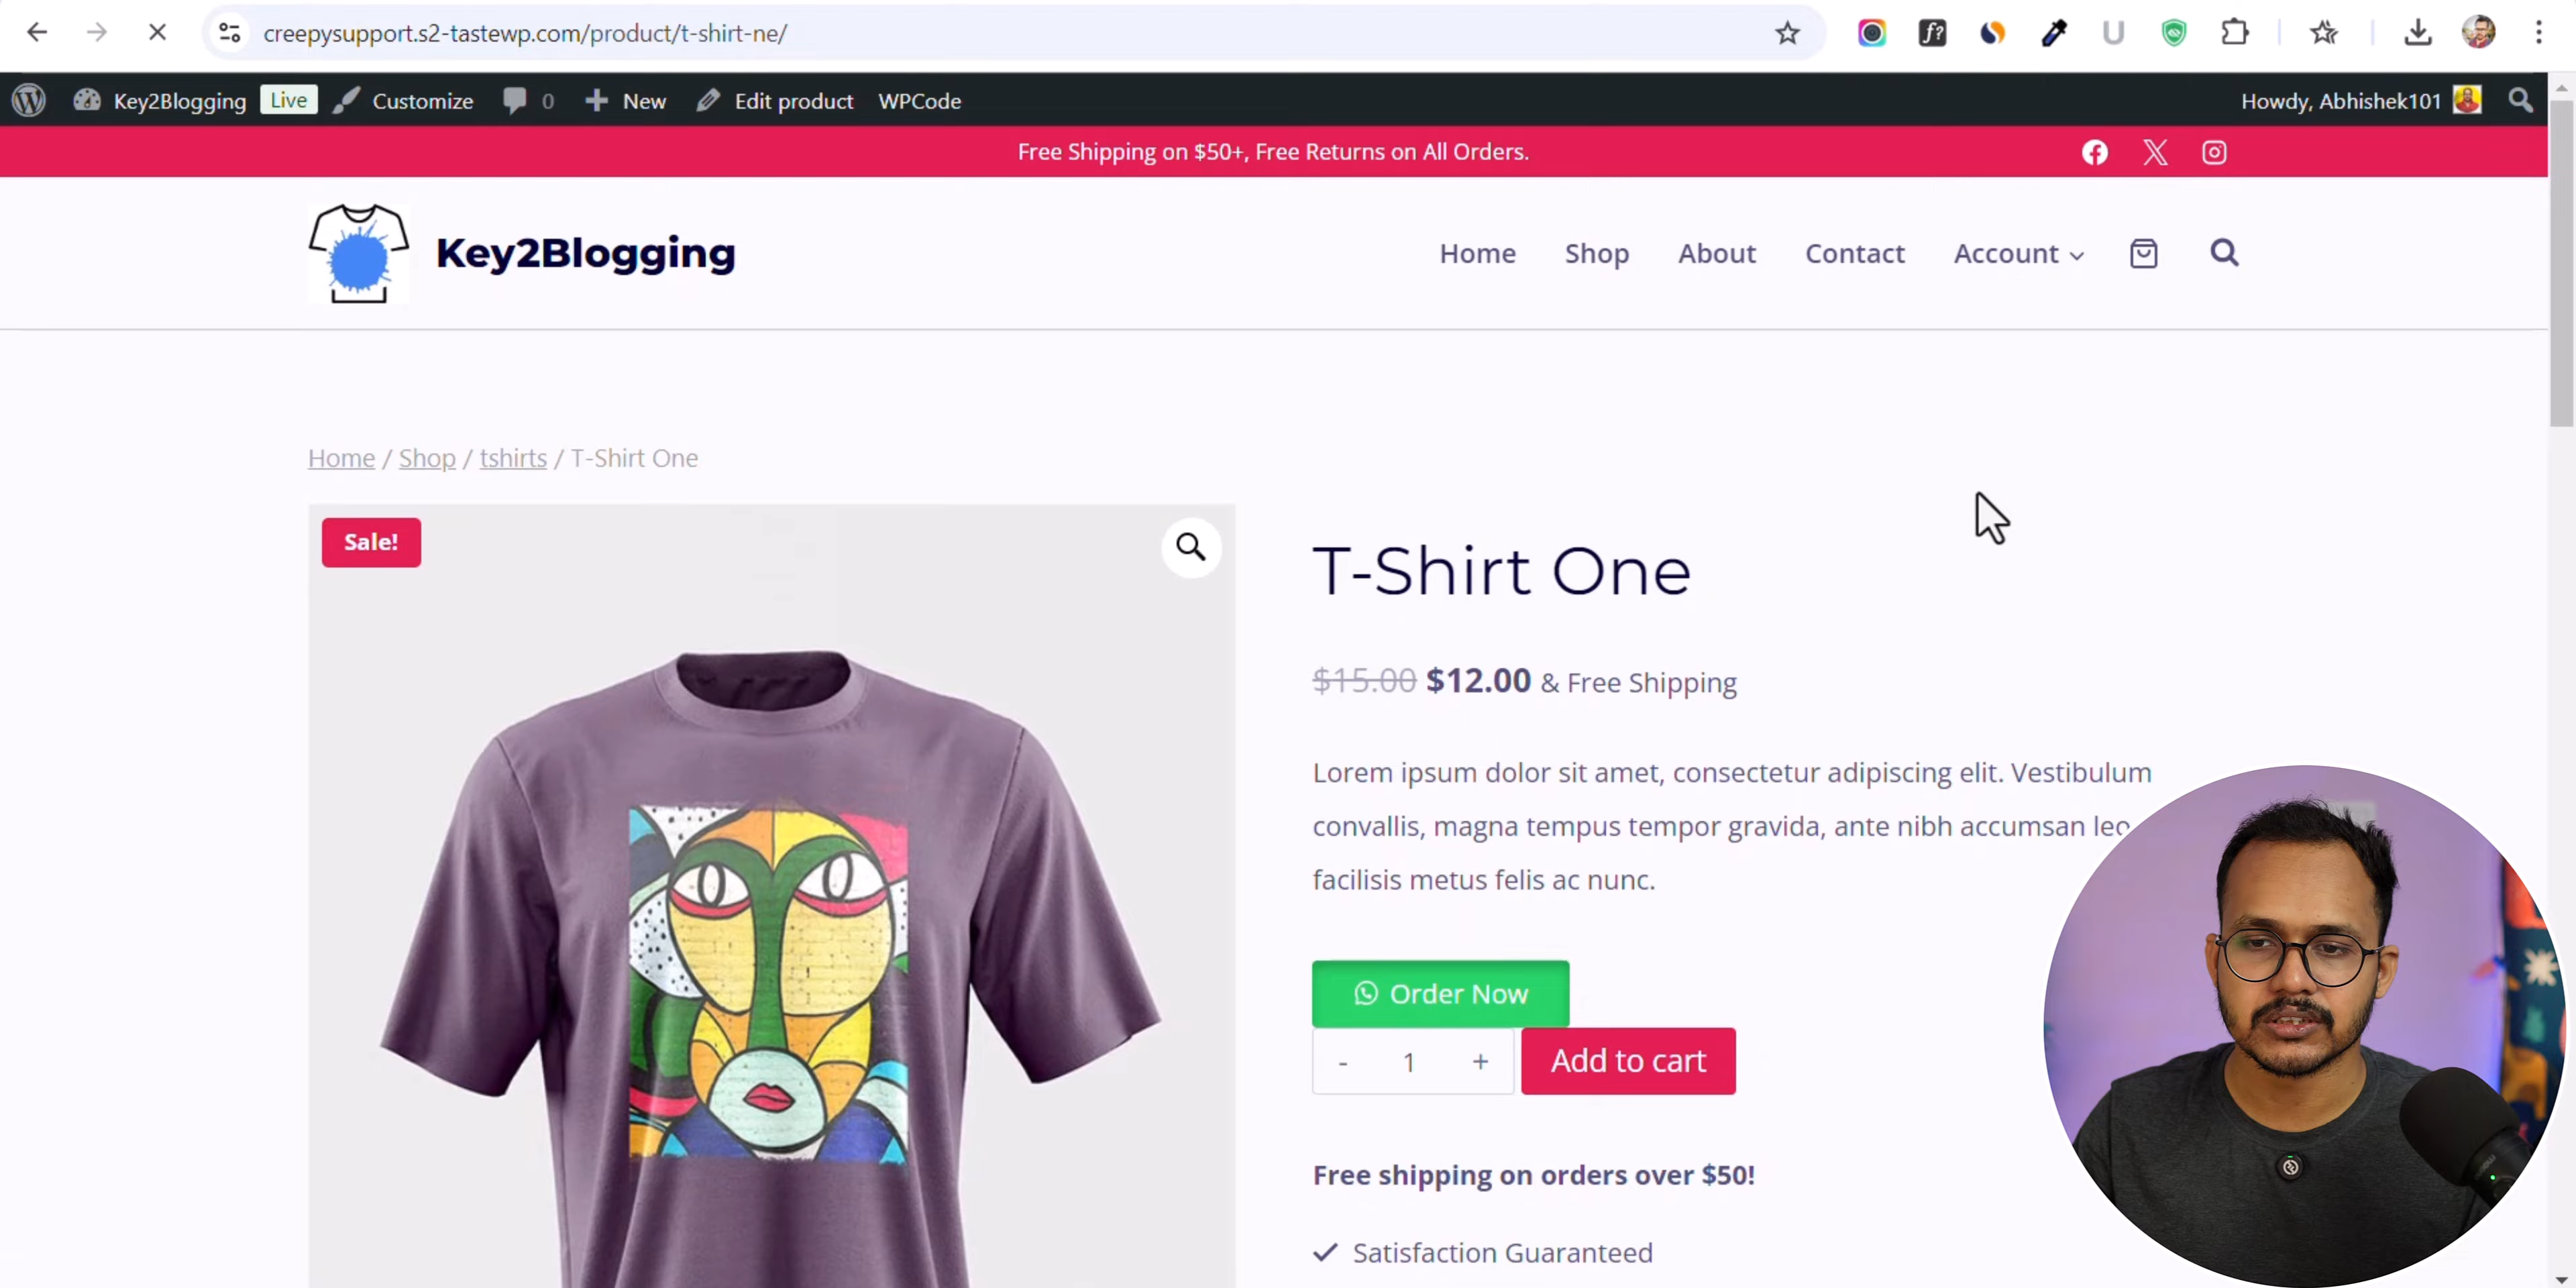 creepysupport.s2-tastewp.com/product/t-shirt-ne/
Key2Blogging Live Customize 0 New Edit product WPCode Howdy, Abhishek101
Free Shipping on $50+, Free Returns on All Orders.
Key2Blogging
Home Shop About Contact Account
Home / Shop / tshirts / T-Shirt One
Sale!
T-Shirt One
$15.00 $12.00 & Free Shipping
Lorem ipsum dolor sit amet, consectetur adipiscing elit. Vestibulum
convallis, magna tempus tempor gravida, ante nibh accumsan leo
facilisis metus felis ac nunc.
Order Now
- 1 + Add to cart
Free shipping on orders over $50!
Satisfaction Guaranteed